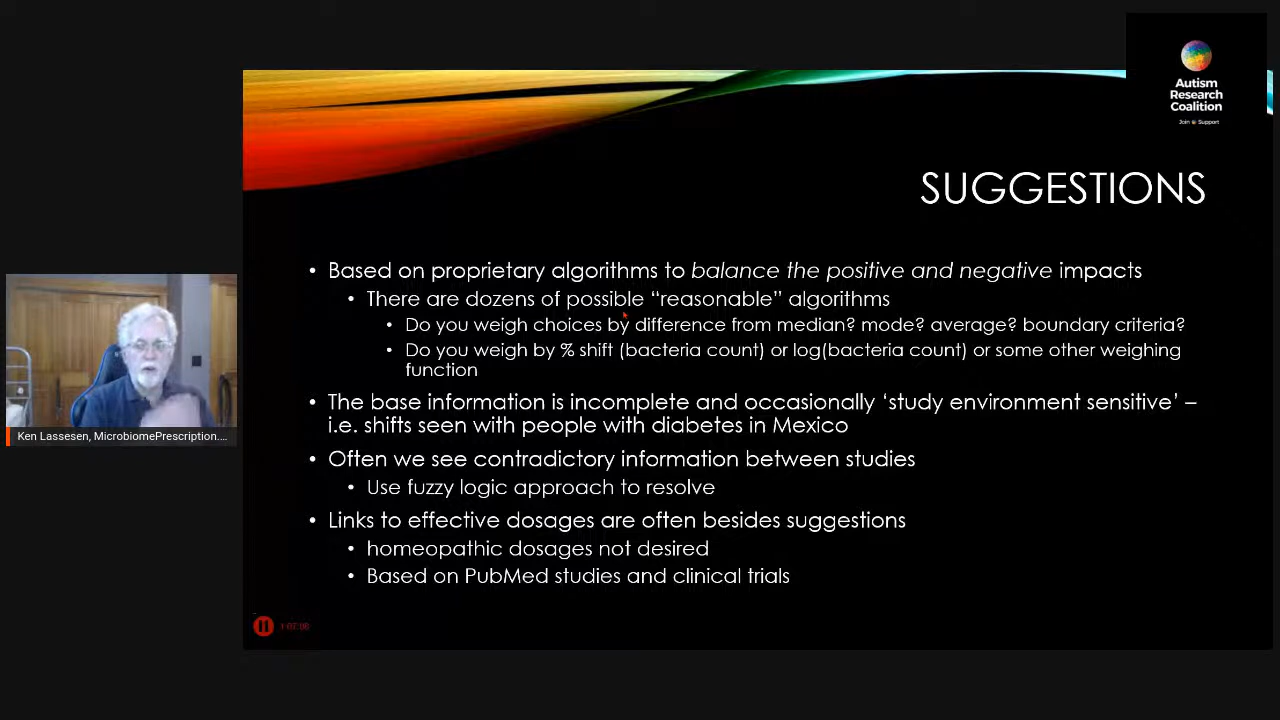 Autism
Research
Coalition
Join & Support
SUGGESTIONS
• Based on proprietary algorithms to balance the positive and negative impacts
• There are dozens of possible “reasonable” algorithms
• Do you weigh choices by difference from median? mode? average? boundary criteria?
• Do you weigh by % shift (bacteria count) or log(bacteria count) or some other weighing
function
• The base information is incomplete and occasionally ‘study environment sensitive’ –
i.e. shifts seen with people with diabetes in Mexico
• Often we see contradictory information between studies
• Use fuzzy logic approach to resolve
• Links to effective dosages are often besides suggestions
• homeopathic dosages not desired
• Based on PubMed studies and clinical trials
Ken Lassesen, MicrobiomePrescription....